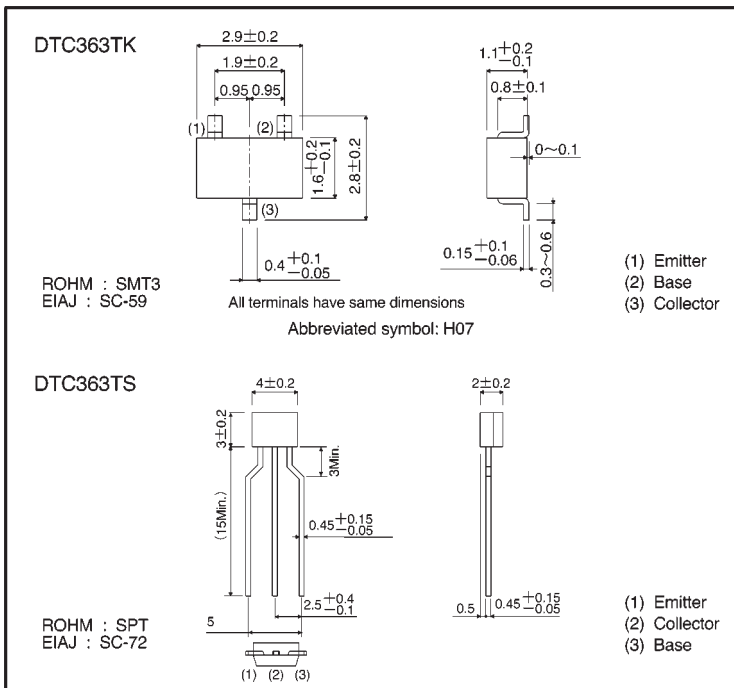 DTC363TK
2.9±0.2
1.9±0.2
0.95 0.95
(1)
(2)
(3)
1.6 +0.2 −0.1
2.8±0.2
0.4 +0.1 −0.05
1.1 +0.2 −0.1
0.8±0.1
0~0.1
0.15 +0.1 −0.06
0.3~0.6
ROHM : SMT3
EIAJ : SC-59
All terminals have same dimensions
Abbreviated symbol: H07
(1) Emitter
(2) Base
(3) Collector
DTC363TS
4±0.2
3±0.2
3Min.
(15Min.)
0.45 +0.15 −0.05
2.5 +0.4 −0.1
5
(1) (2) (3)
2±0.2
0.5
0.45 +0.15 −0.05
ROHM : SPT
EIAJ : SC-72
(1) Emitter
(2) Collector
(3) Base